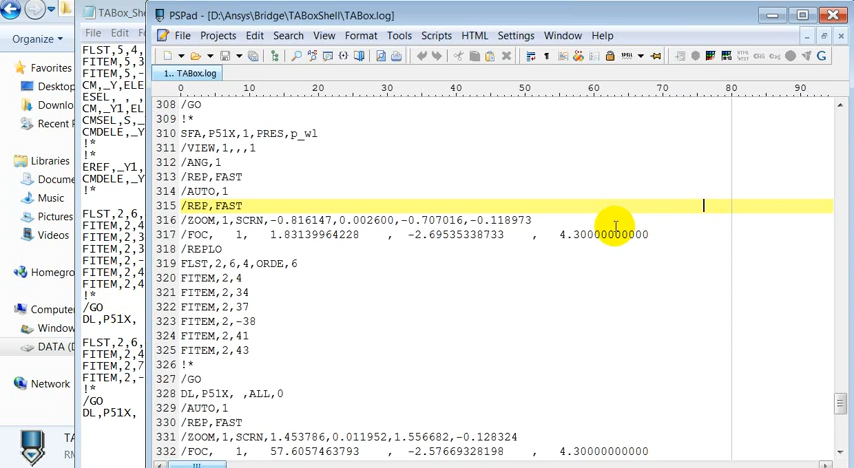 TABox_She
PSPad - [D:\Ansys\Bridge\TABoxShell\TABox.log]
File Projects Edit Search View Format Tools Scripts HTML Settings Window Help
1.. TABox.log
0 10 20 30 40 50 60 70 80 90
308 /GO
309 !*
310 SFA,P51X,1,PRES,p_wl
311 /VIEW,1,,,1
312 /ANG,1
313 /REP,FAST
314 /AUTO,1
315 /REP,FAST
316 /ZOOM,1,SCRN,-0.816147,0.002600,-0.707016,-0.118973
317 /FOC, 1, 1.83139964228 , -2.69535338733 , 4.30000000000
318 /REPLO
319 FLST,2,6,4,ORDE,6
320 FITEM,2,4
321 FITEM,2,34
322 FITEM,2,37
323 FITEM,2,-38
324 FITEM,2,41
325 FITEM,2,43
326 !*
327 /GO
328 DL,P51X, ,ALL,0
329 /AUTO,1
330 /REP,FAST
331 /ZOOM,1,SCRN,1.453786,0.011952,1.556682,-0.128324
332 /FOC, 1, 57.6057463793 , -2.57669328198 , 4.30000000000
Organize
Favorites
Desktop
Downlo
Recent P
Libraries
Docume
Music
Pictures
Videos
Homegro
Compute
Window
DATA (D
Network
TA
File Edit Fo
FLST,5,4,
FITEM,5,3
FITEM,5,-
CM,_Y,ELE
ESEL, , ,
CM,_Y1,EL
CMSEL,S,_
CMDELE,_Y
!*
!*
EREF,_Y1,
CMDELE,_Y
!*
FLST,2,6,
FITEM,2,4
FITEM,2,3
FITEM,2,3
FITEM,2,-
FITEM,2,4
FITEM,2,4
!*
/GO
DL,P51X,
FLST,2,6,
FITEM,2,4
FITEM,2,7
FITEM,2,-
!*
/GO
DL,P51X,